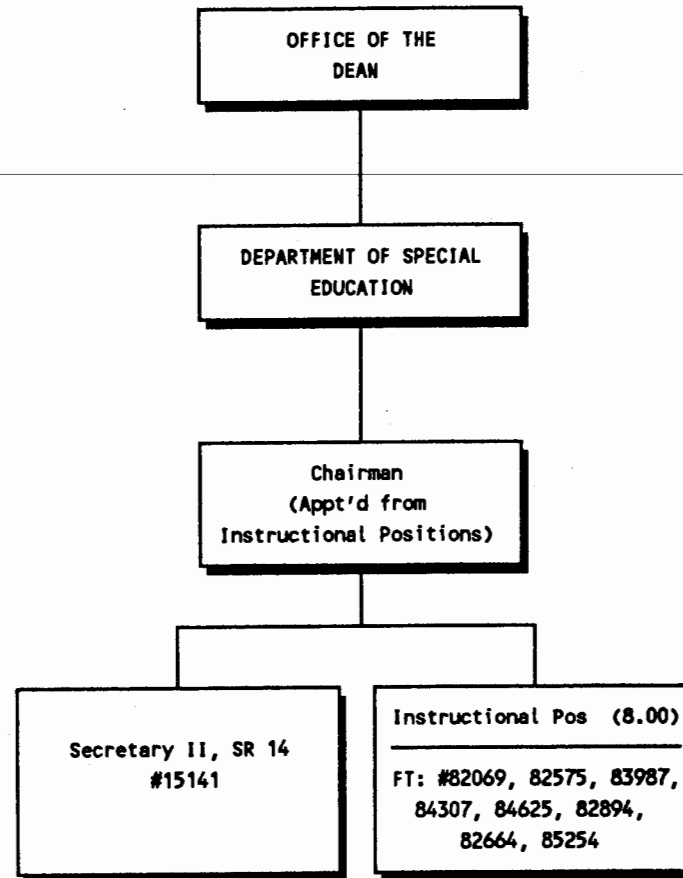 OFFICE OF THE
DEAN
DEPARTMENT OF SPECIAL
EDUCATION
Chairman
(Appt'd from
Instructional Positions)
Secretary II, SR 14
#15141
Instructional Pos (8.00)
FT: #82069, 82575, 83987,
84307, 84625, 82894,
82664, 85254